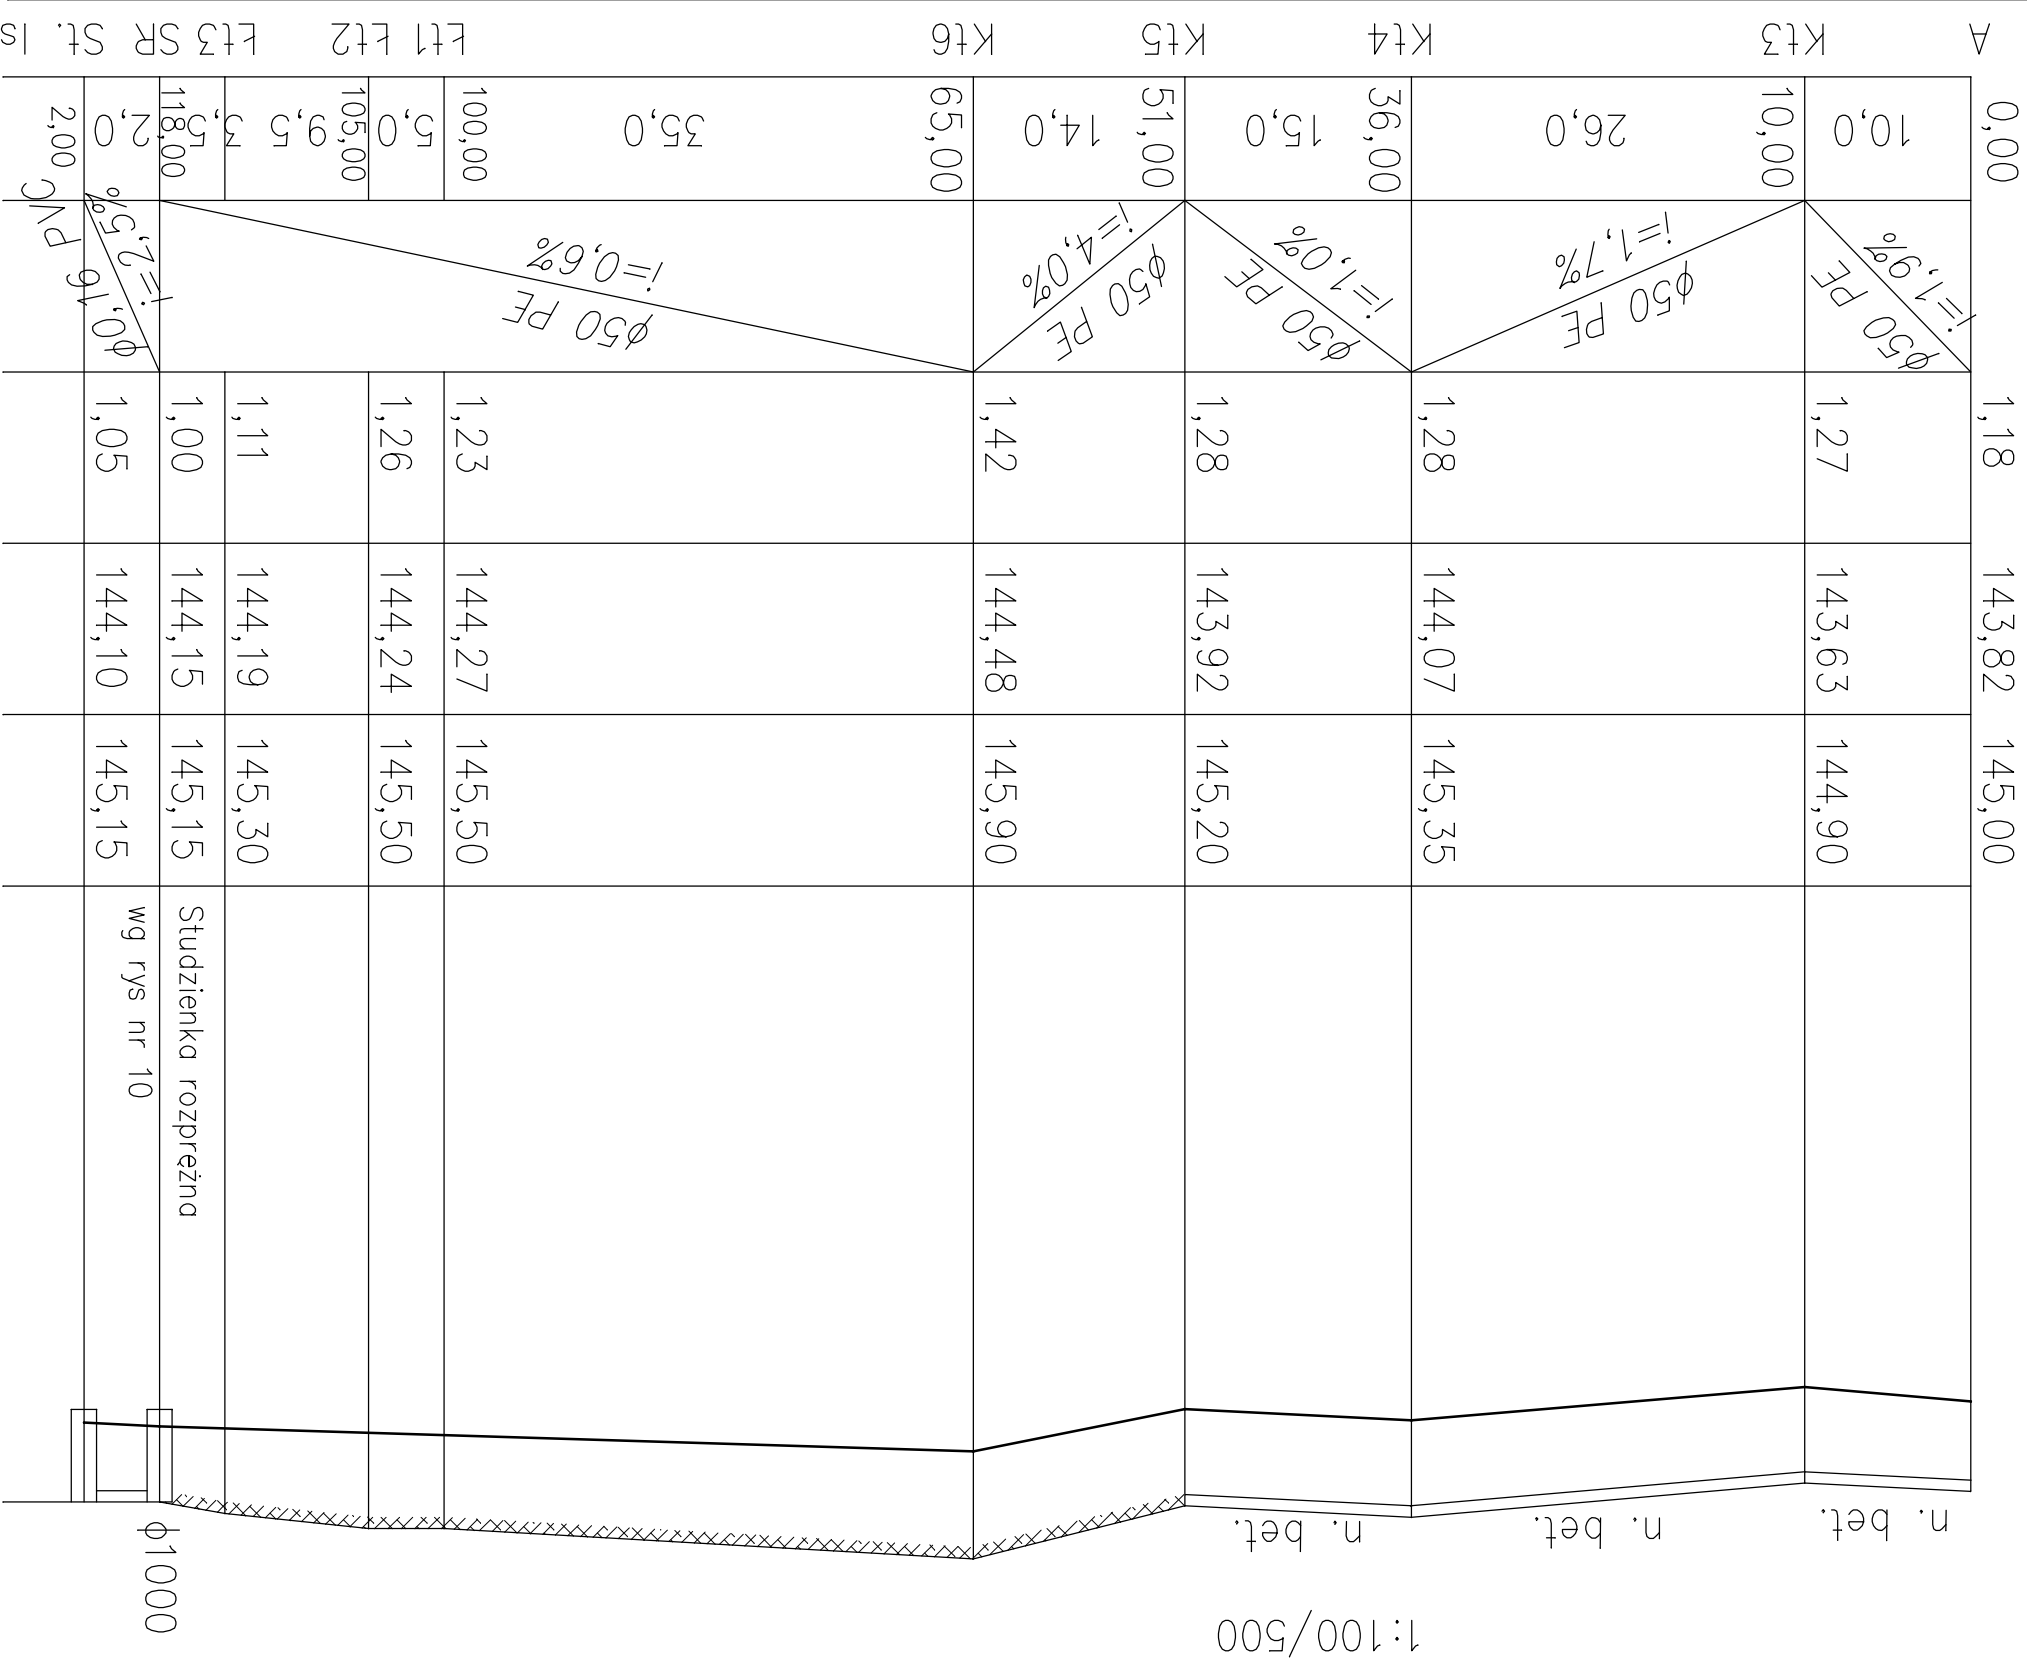 1:100/500
n. bet.
n. bet.
n. bet.
ϕ1000
Studzienka rozprężna
wg rys nr 10
145,00
144,90
145,35
145,20
145,90
145,50
145,50
145,30
145,15
145,15
143,82
143,63
144,07
143,92
144,48
144,27
144,24
144,19
144,15
144,10
1,18
1,27
1,28
1,28
1,42
1,23
1,26
1,11
1,00
1,05
ϕ50 PE
i=1,9%
ϕ50 PE
i=1,7%
ϕ50 PE
i=1,0%
ϕ50 PE
i=4,0%
ϕ50 PE
i=0,6%
ϕ0,16 PVC
i=2,5%
0,00
10,0
10,00
26,0
36,00
15,0
51,00
14,0
65,00
35,0
100,00
5,0
105,00
9,5
3,5
118,00
2,0
2,00
A
Kt3
Kt4
Kt5
Kt6
Łt1
Łt2
Łt3
SR
St. Is